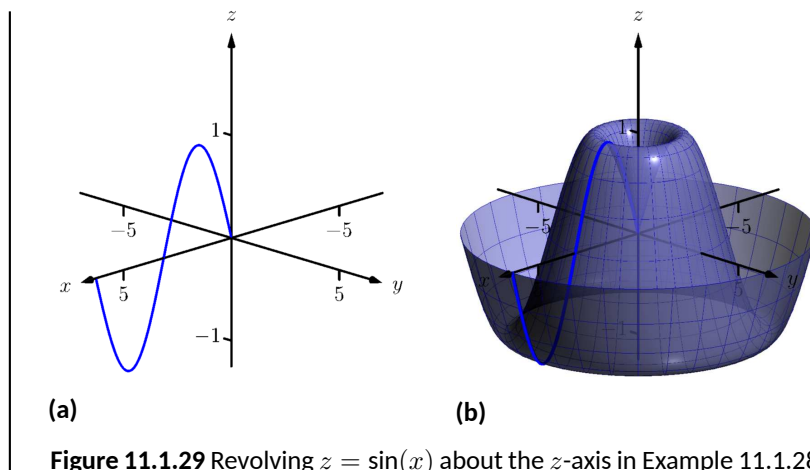 z
z
1
1
−5
−5
−5
−5
x
5
5
y
x
5
y
−1
−1
(a)
(b)
Figure 11.1.29 Revolving z = sin(x) about the z-axis in Example 11.1.28